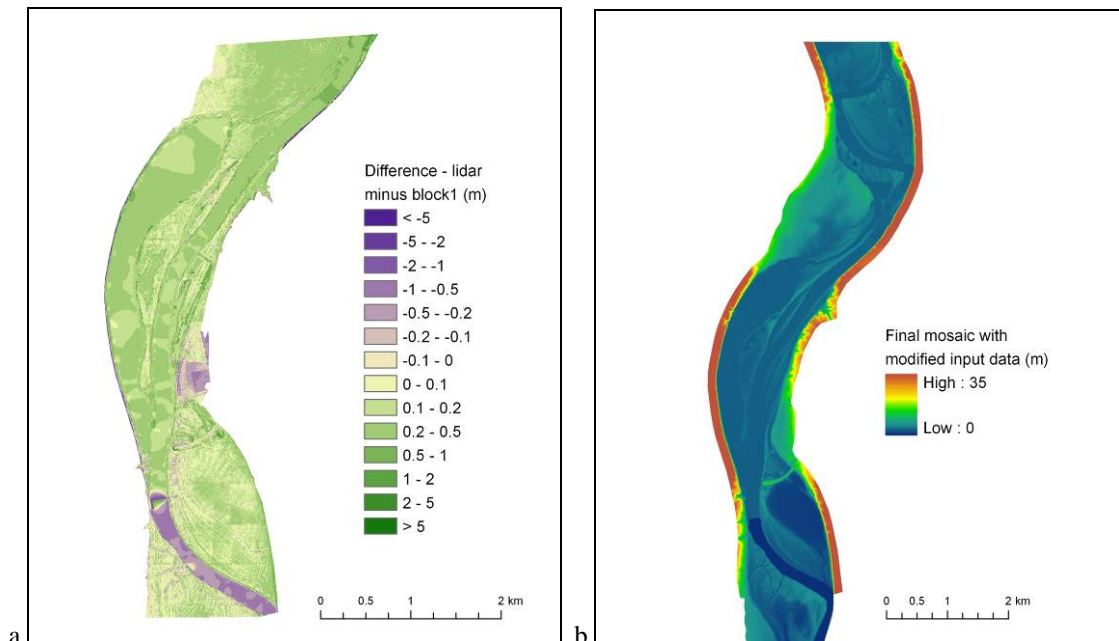 Difference - lidar
minus block1 (m)
< -5
-5 - -2
-2 - -1
-1 - -0.5
-0.5 - -0.2
-0.2 - -0.1
-0.1 - 0
0 - 0.1
0.1 - 0.2
0.2 - 0.5
0.5 - 1
1 - 2
2 - 5
> 5
0 0.5 1 2 km
a
Final mosaic with
modified input data (m)
High : 35
Low : 0
0 0.5 1 2 km
b